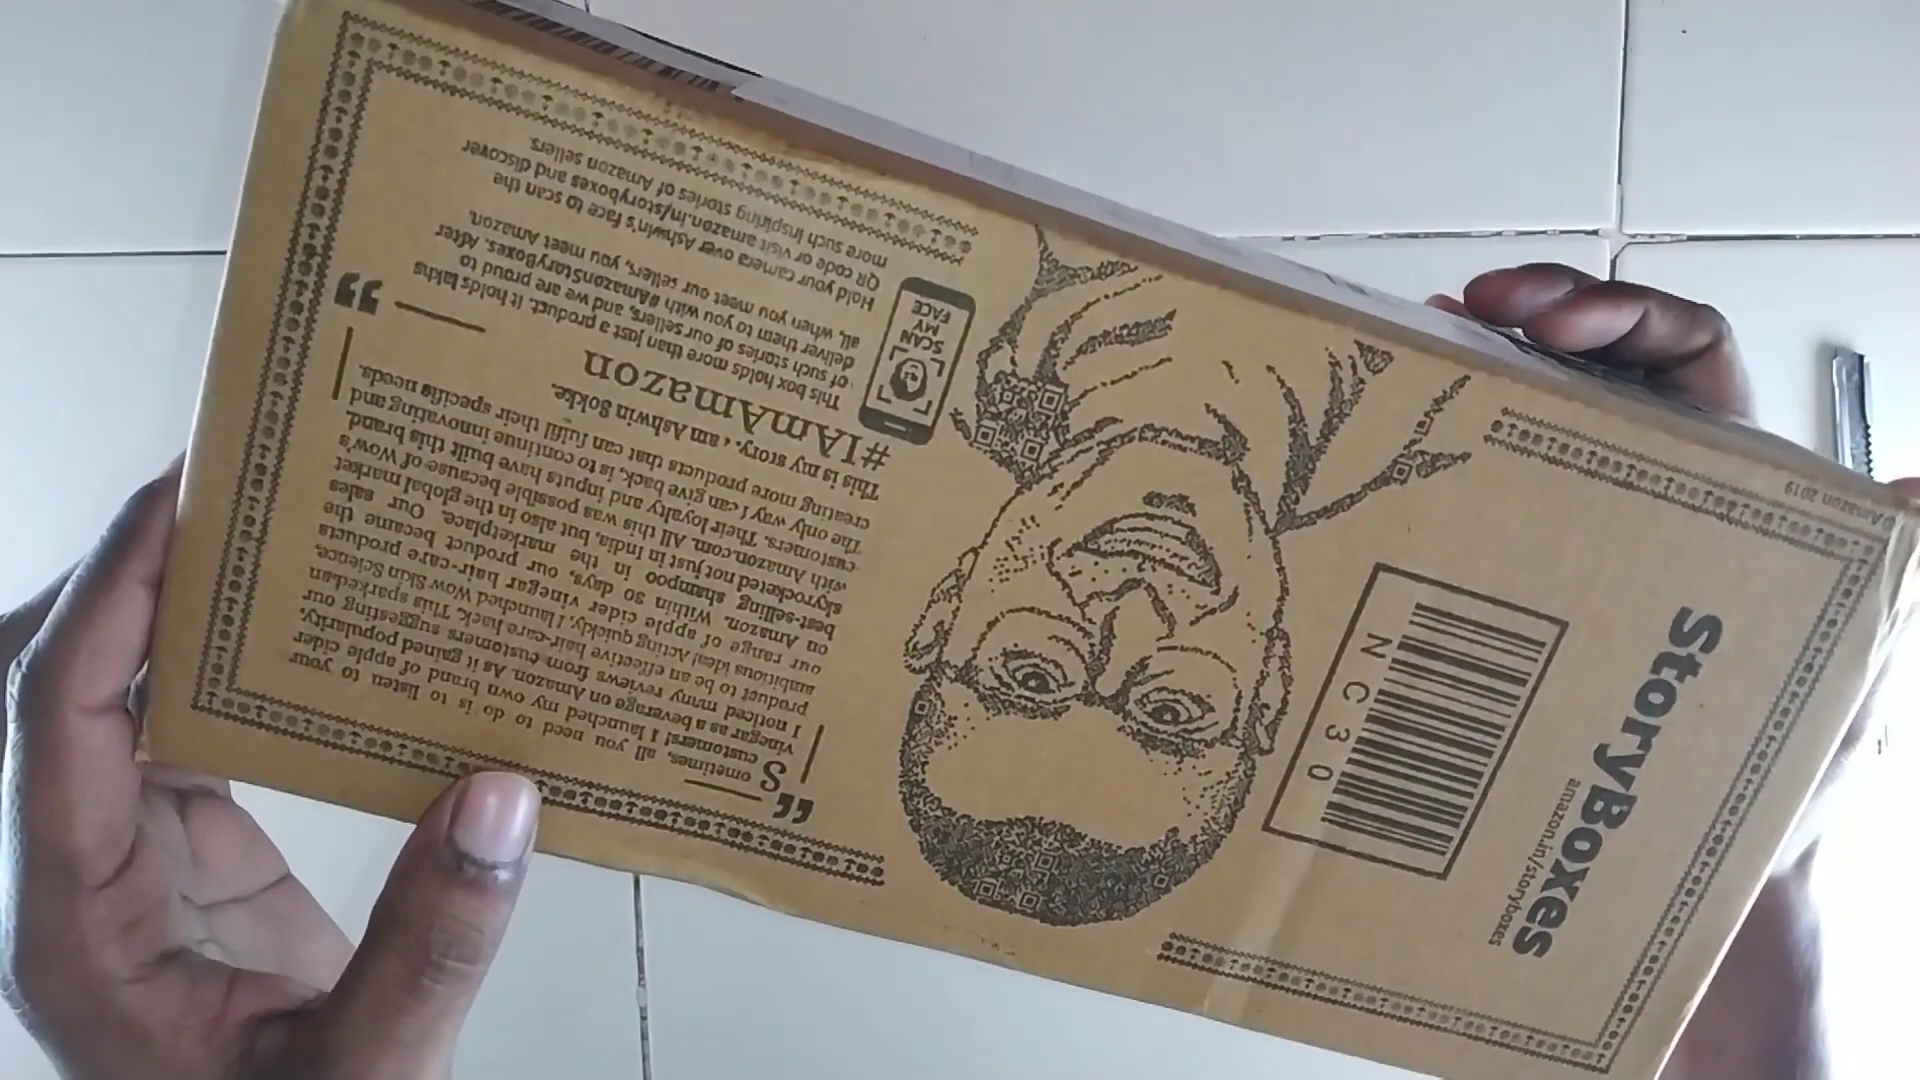 StoryBoxes
amazon.in/storyboxes
NC30
©Amazon 2019
“
Sometimes, all you need to do is to listen to your
customers! I launched my own brand of apple cider
vinegar as a beverage on Amazon. As it gained popularity,
I noticed many reviews from customers suggesting our
product to be an effective hair-care hack. This sparked an
ambitious idea! Acting quickly, I launched Wow Skin Science,
our range of apple cider vinegar hair-care products
on Amazon. Within 30 days, our product became the
best-selling shampoo in the marketplace. Our sales
skyrocketed not just in India, but also in the global market
with Amazon.com. All this was possible because of Wow's
customers. Their loyalty and inputs have built this brand.
The only way I can give back, is to continue innovating and
creating more products that can fulfil their specific needs.
This is my story, I am Ashwin Sokke.
”
#IAmAmazon
This box holds more than just a product; it holds lakhs
of such stories of our sellers, and we are proud to
deliver them to you with #AmazonStoryBoxes. After
all, when you meet our sellers, you meet Amazon.
SCAN
MY
FACE
Hold your camera over Ashwin's face to scan the
QR code or visit amazon.in/storyboxes and discover
more such inspiring stories of Amazon sellers.